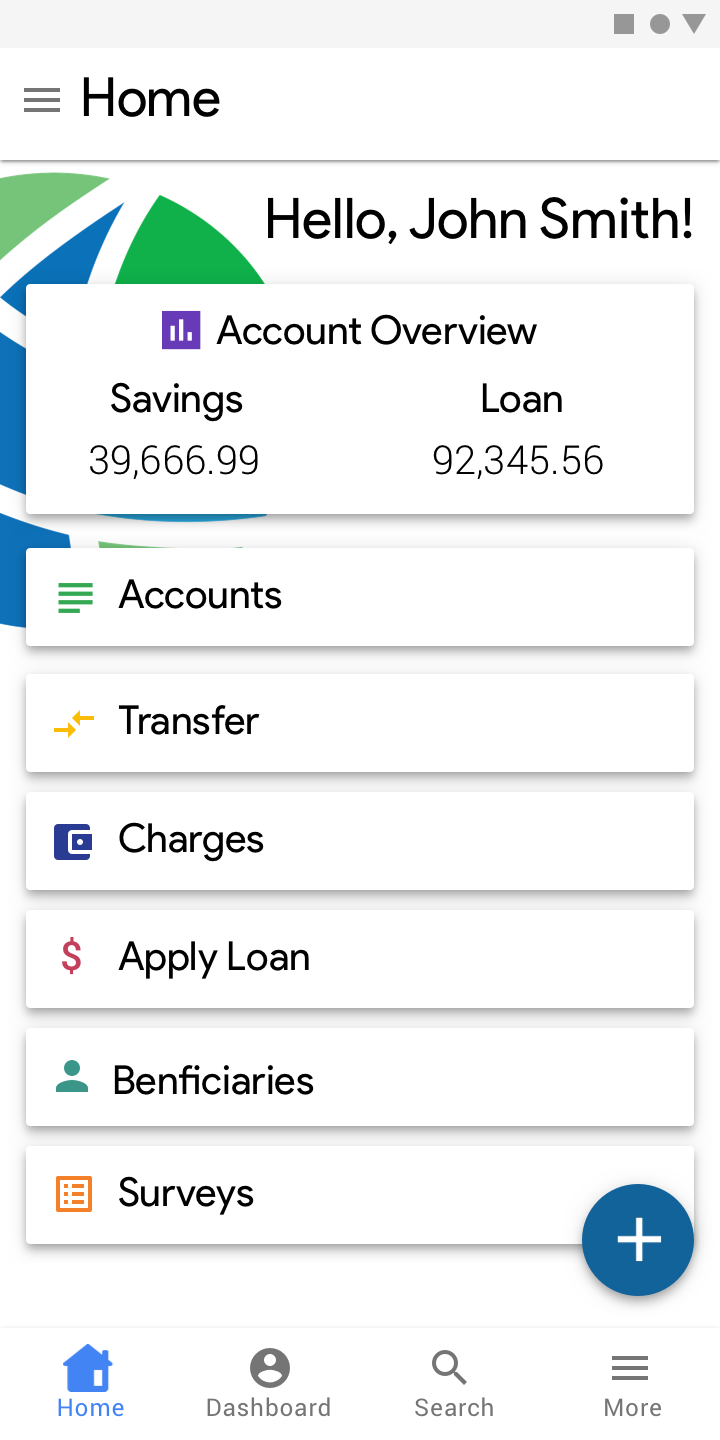 Home
Hello, John Smith!
Account Overview
Savings Loan
39,666.99 92,345.56
Accounts
Transfer
Charges
$ Apply Loan
Benficiaries
Surveys
Home Dashboard Search More